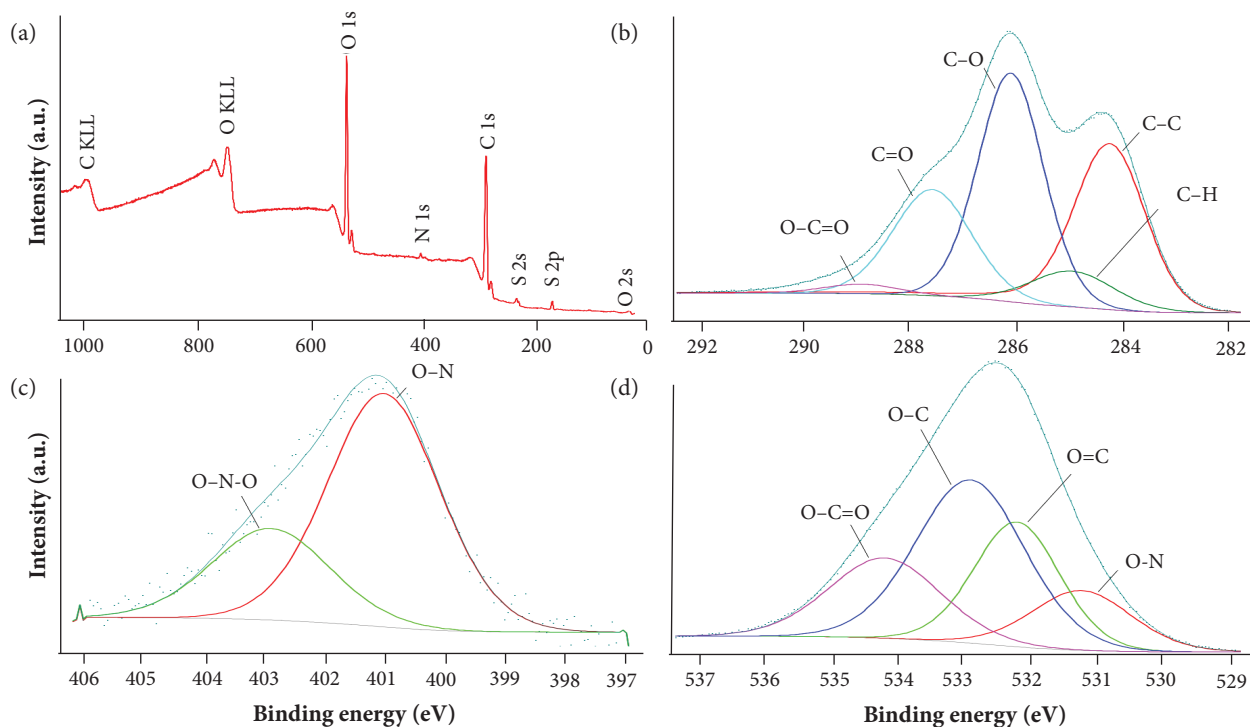 (a)
Intensity (a.u.)
C KLL
O KLL
O 1s
N 1s
C 1s
S 2s
S 2p
O 2s
1000 800 600 400 200 0
(b)
C–O
C=O
O–C=O
C–C
C–H
292 290 288 286 284 282
(c)
Intensity (a.u.)
O–N
O–N-O
406 405 404 403 402 401 400 399 398 397
Binding energy (eV)
(d)
O–C
O=C
O–C=O
O-N
537 536 535 534 533 532 531 530 529
Binding energy (eV)